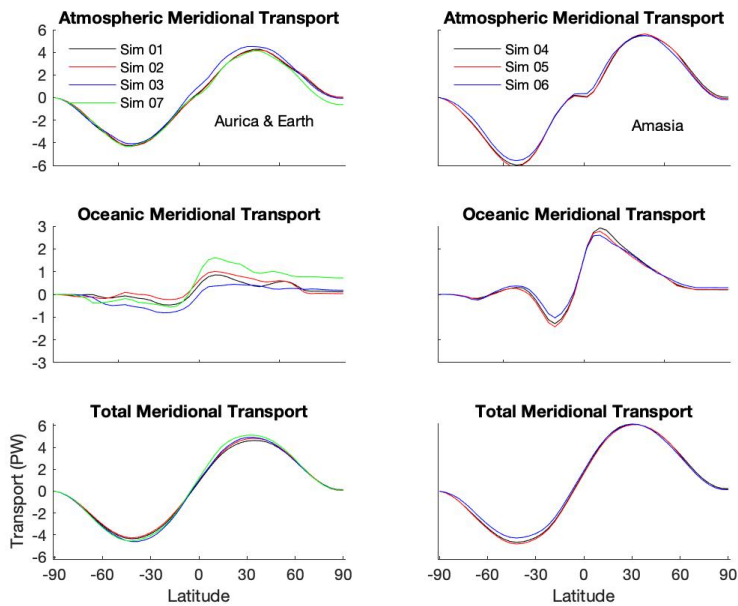 Atmospheric Meridional Transport
6
4
2
0
-2
-4
-6
Sim 01
Sim 02
Sim 03
Sim 07
Aurica & Earth
Atmospheric Meridional Transport
Sim 04
Sim 05
Sim 06
Amasia
Oceanic Meridional Transport
3
2
1
0
-1
-2
-3
Oceanic Meridional Transport
Total Meridional Transport
Transport (PW)
6
4
2
0
-2
-4
-6
-90 -60 -30 0 30 60 90
Latitude
Total Meridional Transport
-90 -60 -30 0 30 60 90
Latitude